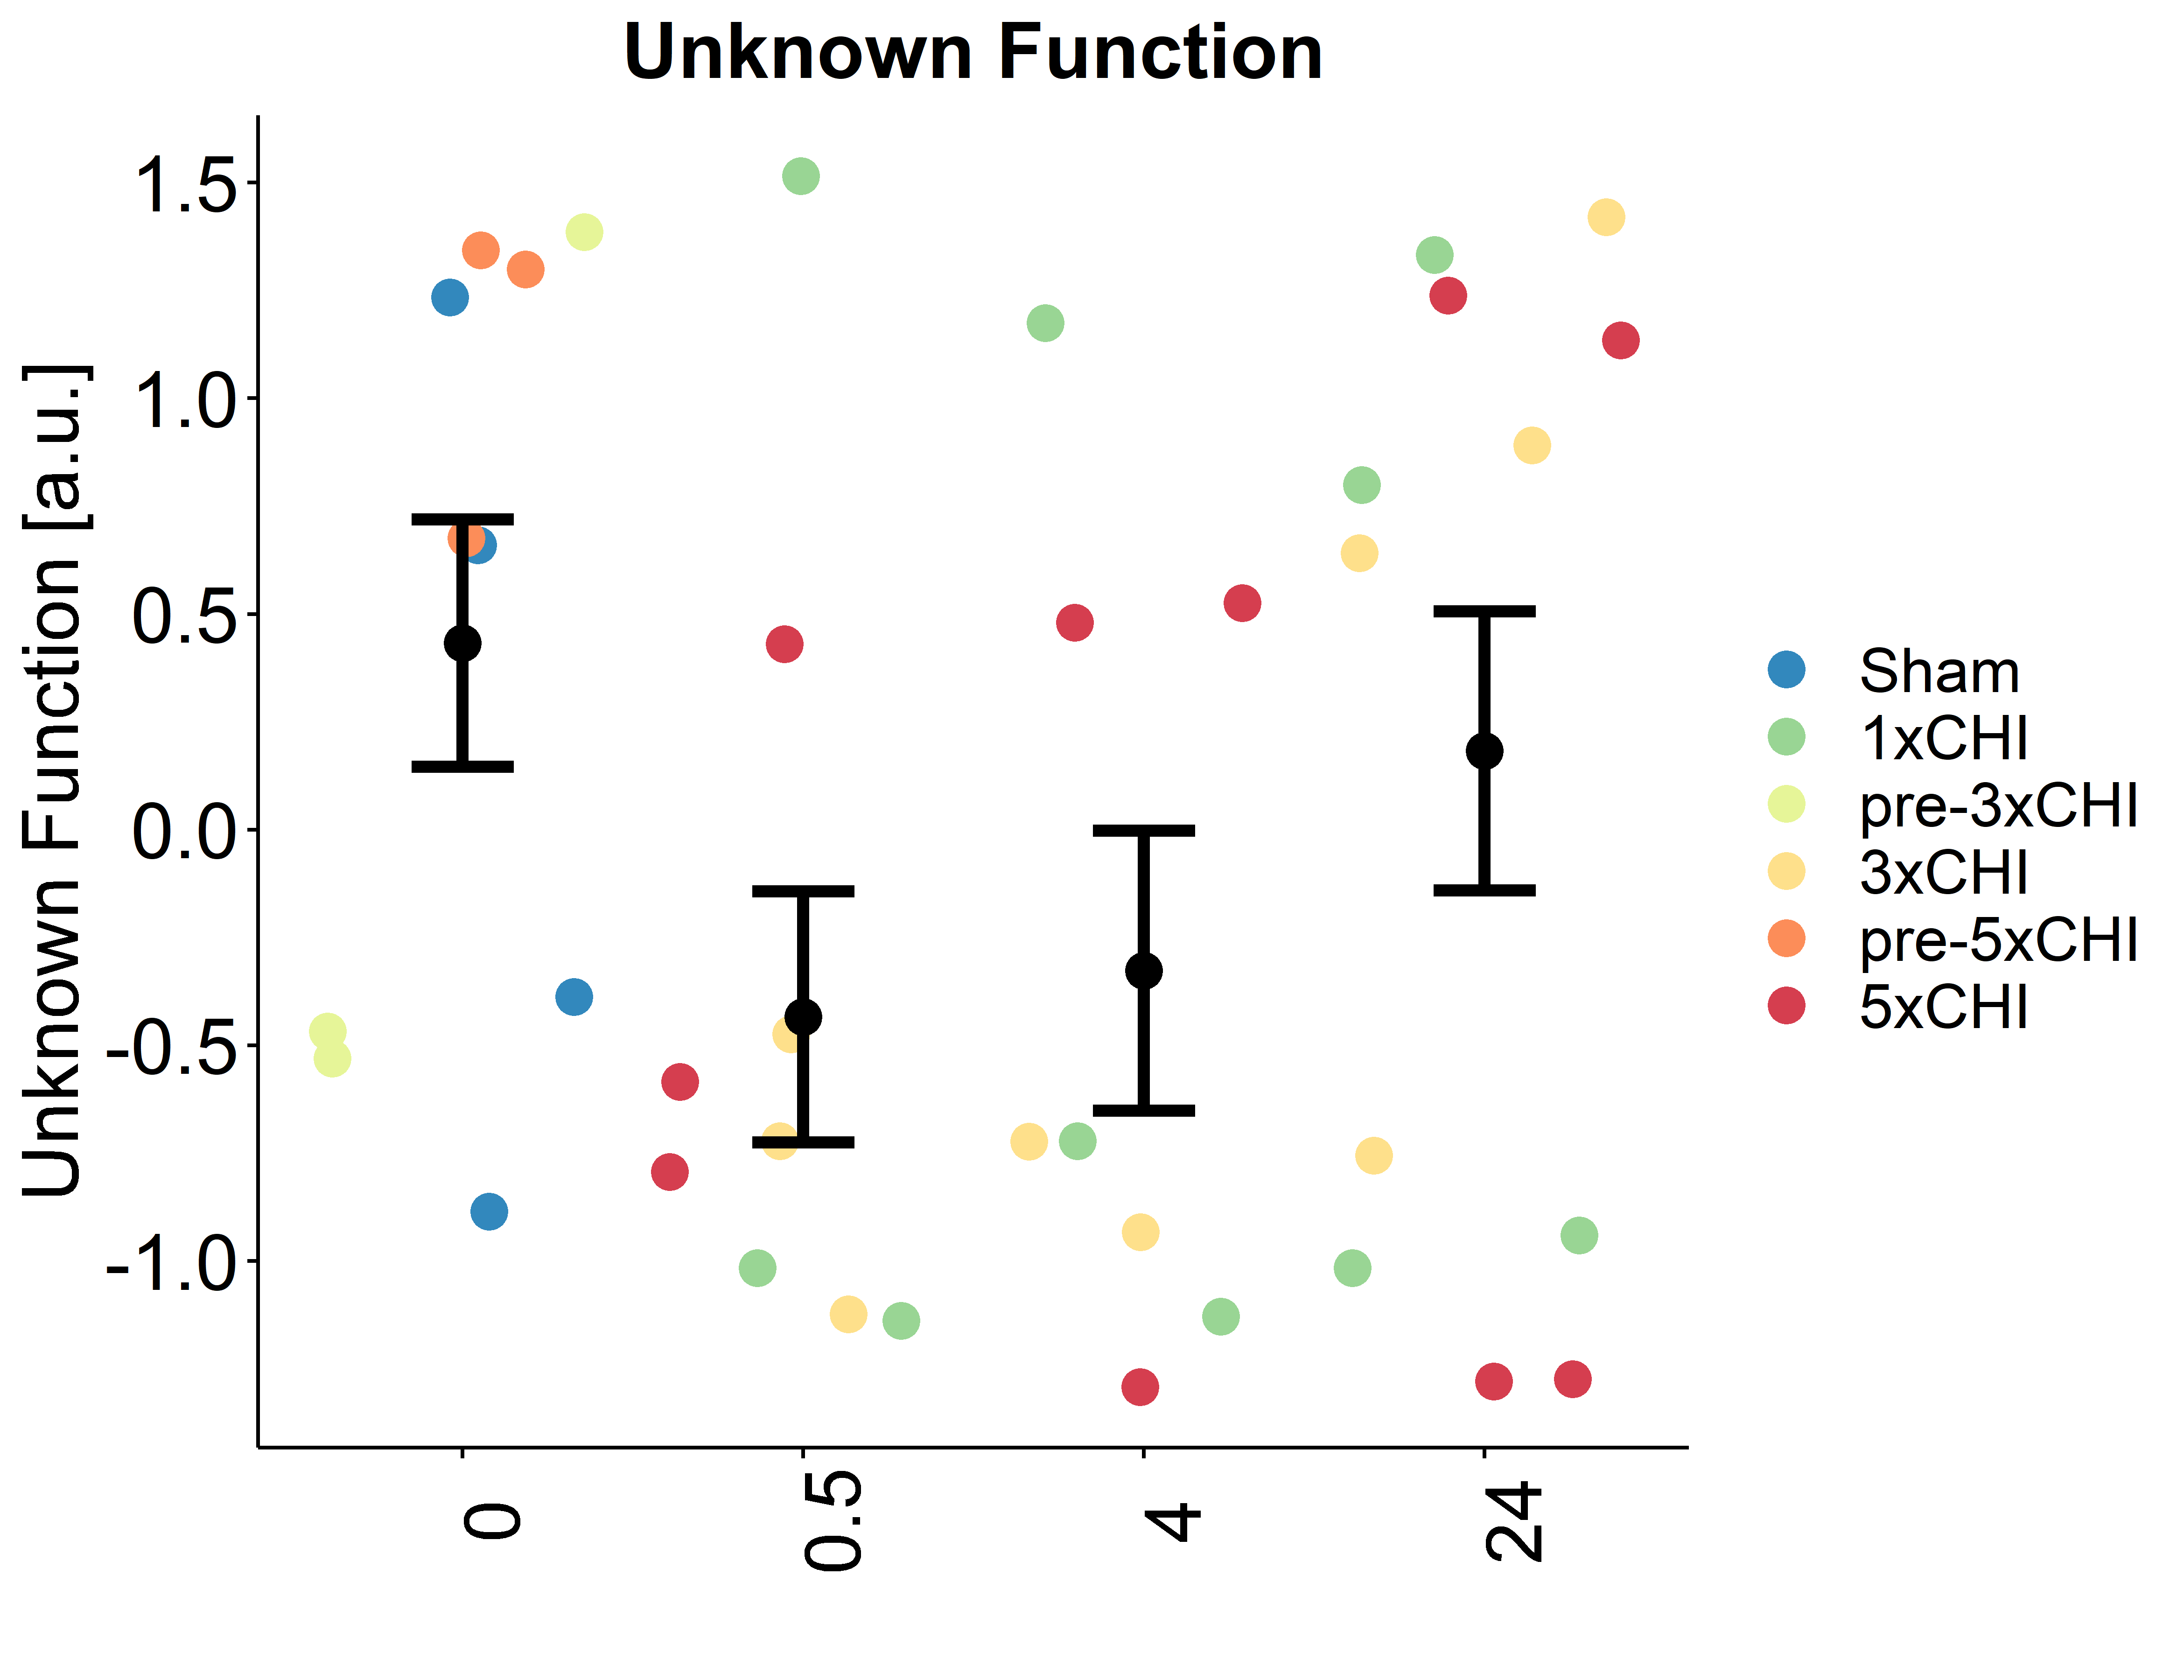 Unknown Function
Unknown Function [a.u.]
1.5
1.0
0.5
0.0
-0.5
-1.0
0
0.5
4
24
Sham
1xCHI
pre-3xCHI
3xCHI
pre-5xCHI
5xCHI